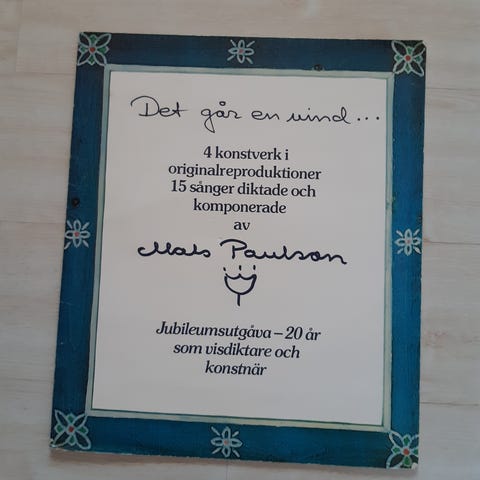 Det går en vind...
4 konstverk i
originalreproduktioner
15 sånger diktade och
komponerade
av
Mats Paulson
Jubileumsutgåva – 20 år
som visdiktare och
konstnär